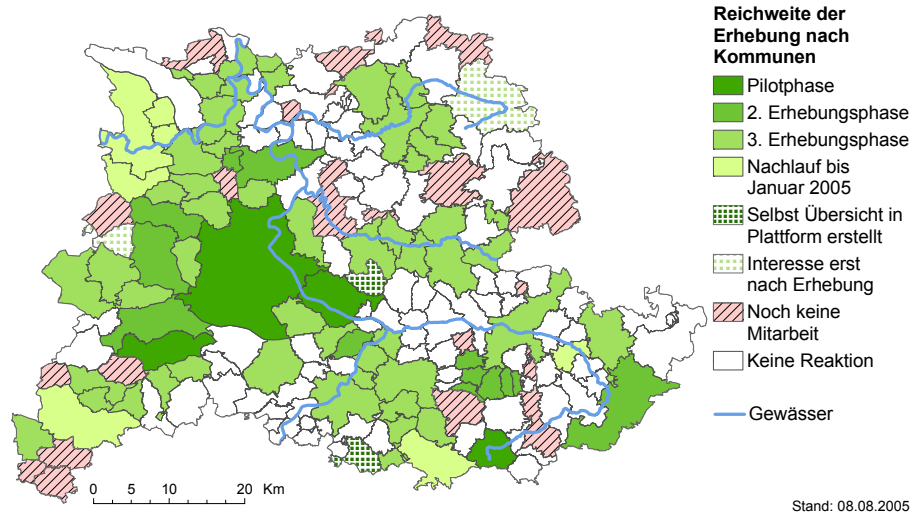 Reichweite der
Erhebung nach
Kommunen
Pilotphase
2. Erhebungsphase
3. Erhebungsphase
Nachlauf bis
Januar 2005
Selbst Übersicht in
Plattform erstellt
Interesse erst
nach Erhebung
Noch keine
Mitarbeit
Keine Reaktion
Gewässer
0 5 10 20 Km
Stand: 08.08.2005